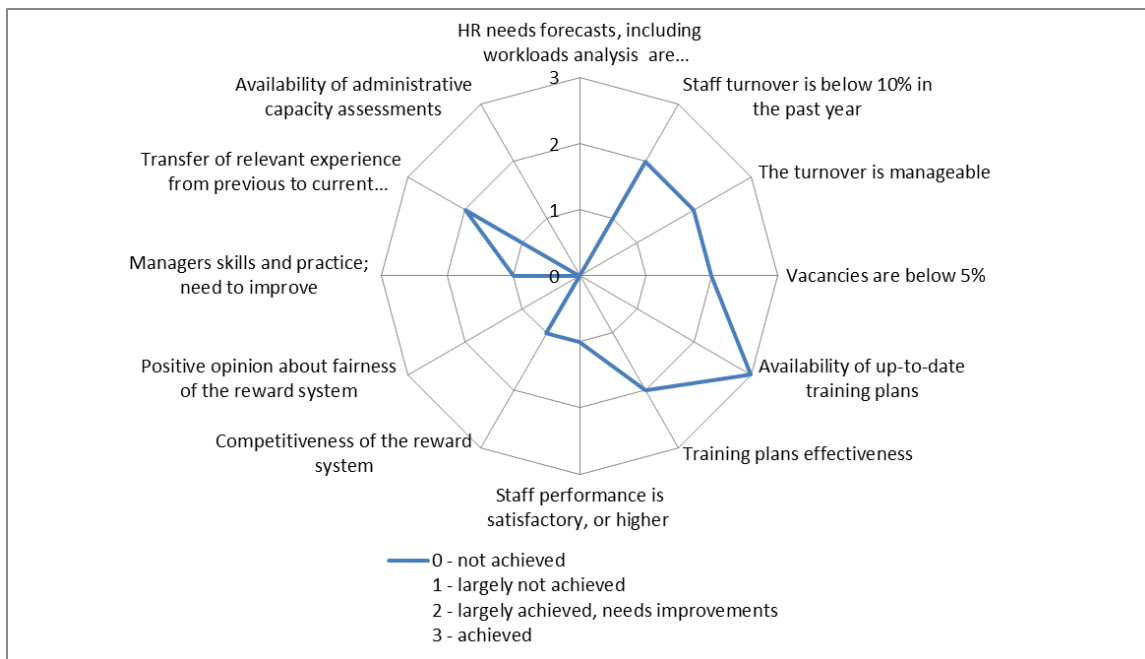 HR needs forecasts, including
workloads analysis  are...
Staff turnover is below 10% in
the past year
The turnover is manageable
Vacancies are below 5%
Availability of up-to-date
training plans
Training plans effectiveness
Staff performance is
satisfactory, or higher
Competitiveness of the reward
system
Positive opinion about fairness
of the reward system
Managers skills and practice;
need to improve
Transfer of relevant experience
from previous to current...
Availability of administrative
capacity assessments
3
2
1
0
0 - not achieved
1 - largely not achieved
2 - largely achieved, needs improvements
3 - achieved